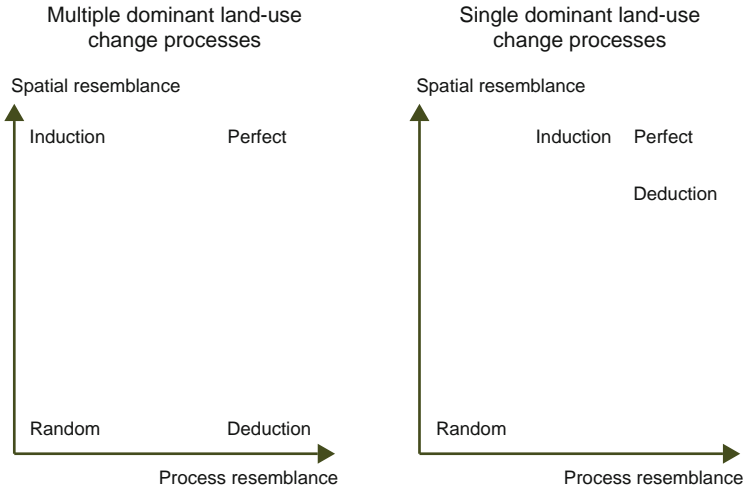 Multiple dominant land-use
change processes
Spatial resemblance
Induction
Perfect
Random
Deduction
Process resemblance
Single dominant land-use
change processes
Spatial resemblance
Induction
Perfect
Deduction
Random
Process resemblance